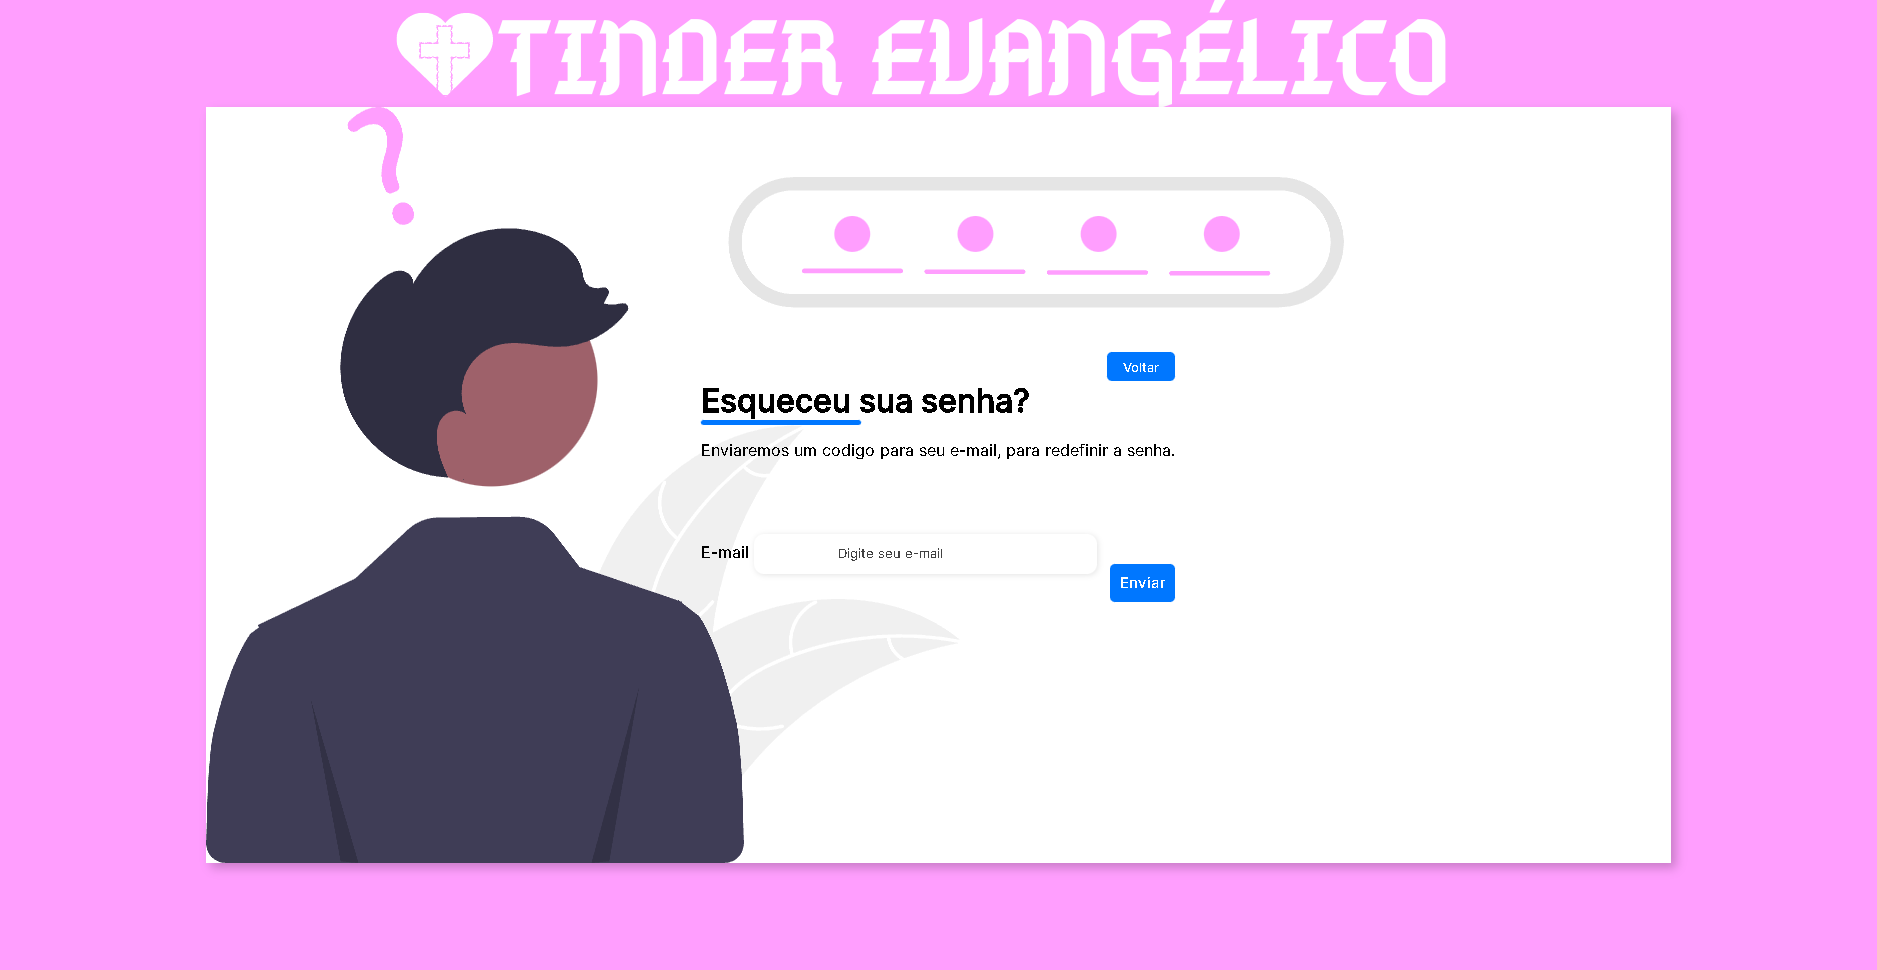 TINDER EVANGÉLICO
Voltar
Esqueceu sua senha?
Enviaremos um codigo para seu e-mail, para redefinir a senha.
E-mail
Digite seu e-mail
Enviar